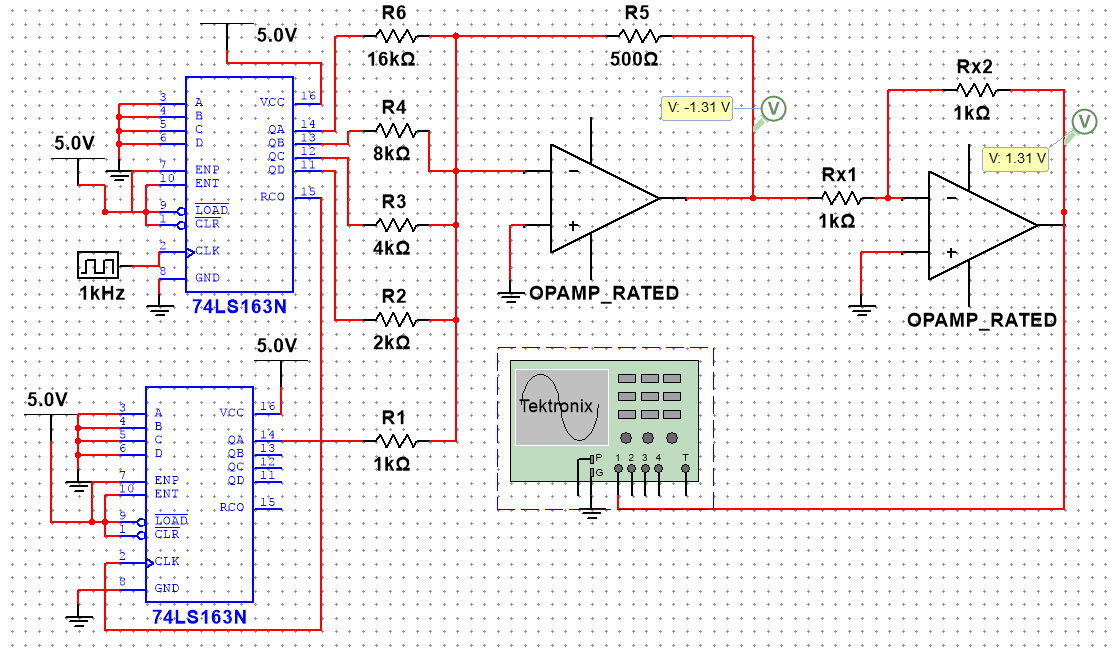 R6
16kΩ
R5
500Ω
5.0V
Rx2
1kΩ
R4
8kΩ
V: -1.31 V
V
V
V: 1.31 V
3 A VCC 16
4 B
5 C QA 14
6 D QB 13
QC 12
7 ENP QD 11
10 ENT
RCO 15
9 LOAD
1 CLR
2 CLK
8 GND
74LS163N
5.0V
1kHz
R3
4kΩ
R2
2kΩ
R1
1kΩ
OPAMP_RATED
Rx1
1kΩ
OPAMP_RATED
5.0V
5.0V
3 A VCC 16
4 B
5 C QA 14
6 D QB 13
QC 12
7 ENP QD 11
10 ENT
RCO 15
9 LOAD
1 CLR
2 CLK
8 GND
74LS163N
Tektronix
P
G
1 2 3 4 T